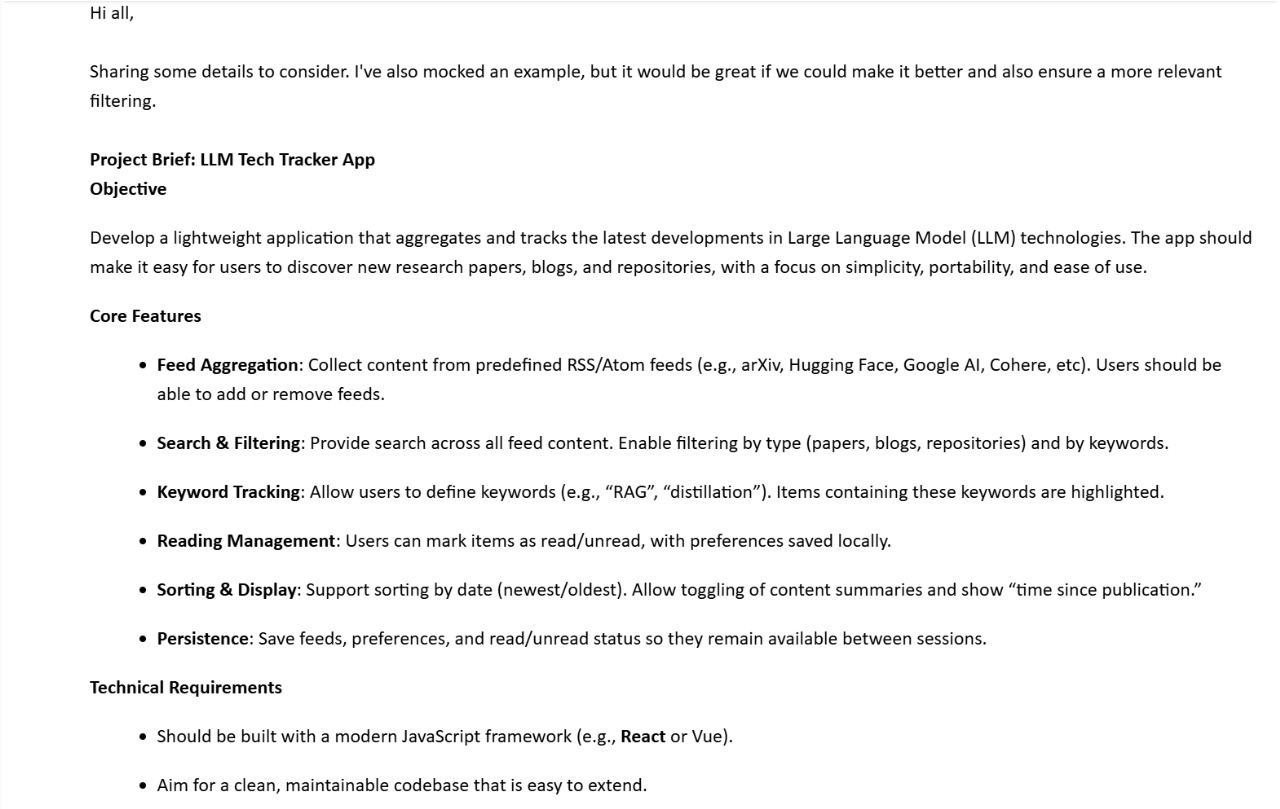 Hi all,
Sharing some details to consider. I've also mocked an example, but it would be great if we could make it better and also ensure a more relevant
filtering.
Project Brief: LLM Tech Tracker App
Objective
Develop a lightweight application that aggregates and tracks the latest developments in Large Language Model (LLM) technologies. The app should
make it easy for users to discover new research papers, blogs, and repositories, with a focus on simplicity, portability, and ease of use.
Core Features
• Feed Aggregation: Collect content from predefined RSS/Atom feeds (e.g., arXiv, Hugging Face, Google AI, Cohere, etc). Users should be
able to add or remove feeds.
• Search & Filtering: Provide search across all feed content. Enable filtering by type (papers, blogs, repositories) and by keywords.
• Keyword Tracking: Allow users to define keywords (e.g., “RAG”, “distillation”). Items containing these keywords are highlighted.
• Reading Management: Users can mark items as read/unread, with preferences saved locally.
• Sorting & Display: Support sorting by date (newest/oldest). Allow toggling of content summaries and show “time since publication.”
• Persistence: Save feeds, preferences, and read/unread status so they remain available between sessions.
Technical Requirements
• Should be built with a modern JavaScript framework (e.g., React or Vue).
• Aim for a clean, maintainable codebase that is easy to extend.